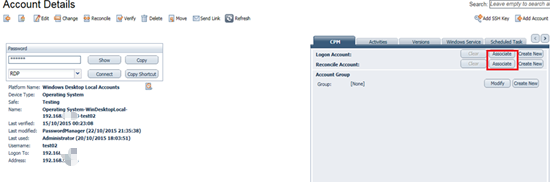 Account Details
Search: Leave empty to search a
Edit Change Reconcile Verify Delete Move Send Link Refresh
Add SSH Key Add Account
Password
****** Show Copy
RDP Connect Copy Shortcut
Platform Name: Windows Desktop Local Accounts
Device Type: Operating System
Safe: Testing
Name: Operating System-WinDesktopLocal-
192.168. -test02
Last verified: 15/10/2015 00:23:08
Last modified: PasswordManager (22/10/2015 21:35:38)
Last used: Administrator (20/10/2015 18:03:51)
Username: test02
Logon To: 192.16
Address: 192.168.
CPM Activities Versions Windows Service Scheduled Task
Logon Account: Clear Associate Create New
Reconcile Account: Clear Associate Create New
Account Group
Group: [None] Modify Create New